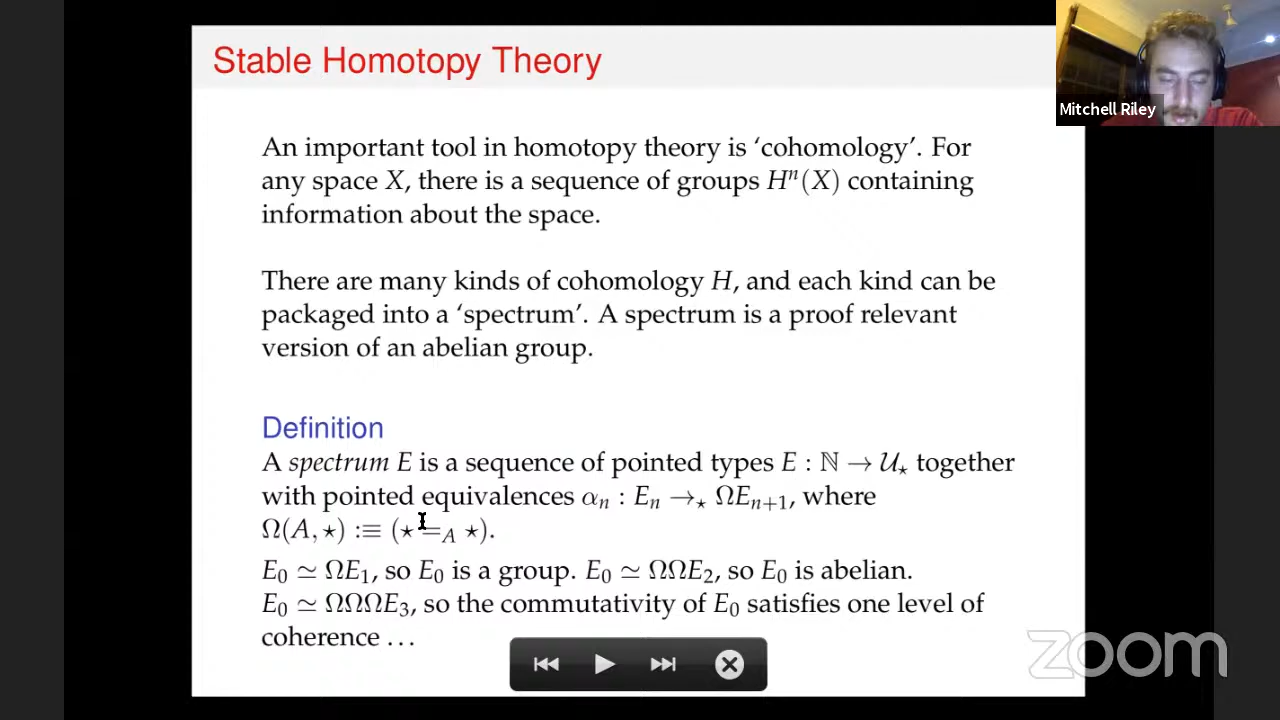 Stable Homotopy Theory
Mitchell Riley
An important tool in homotopy theory is ‘cohomology’. For
any space X, there is a sequence of groups Hⁿ(X) containing
information about the space.
There are many kinds of cohomology H, and each kind can be
packaged into a ‘spectrum’. A spectrum is a proof relevant
version of an abelian group.
Definition
A spectrum E is a sequence of pointed types E : ℕ → 𝒰⋆ together
with pointed equivalences αₙ : Eₙ →⋆ ΩEₙ₊₁, where
Ω(A, ⋆) :≡ (⋆ =_A ⋆).
E₀ ≃ ΩE₁, so E₀ is a group. E₀ ≃ ΩΩE₂, so E₀ is abelian.
E₀ ≃ ΩΩΩE₃, so the commutativity of E₀ satisfies one level of
coherence …
zoom